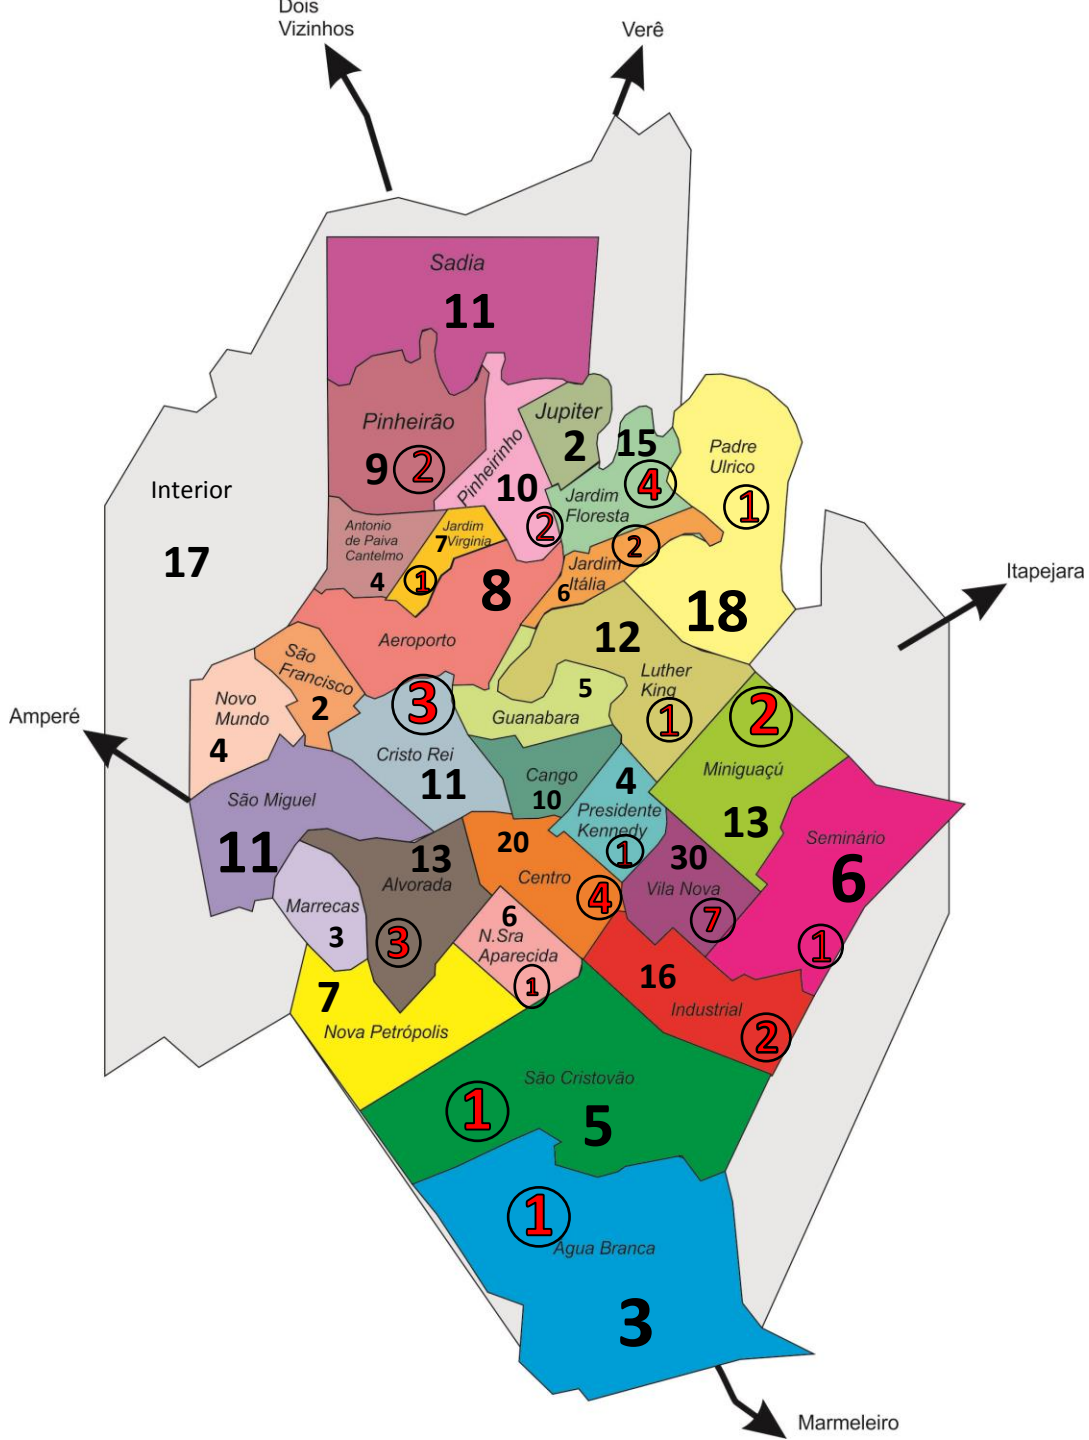 Dois
Vizinhos
Verê
Sadia
11
Pinheirão
9 2
Pinheirinho
10
2
Jupiter
2
15
4
Jardim
Floresta
Padre
Ulrico
1
18
Interior
17
Antonio
de Paiva
Cantelmo
4
Jardim
Virginia
7
1
8
Aeroporto
2
Jardim
Itália
6
Itapejara
12
Luther
King
1
São
Francisco
2
Novo
Mundo
4
Amperé
3
Cristo Rei
11
5
Guanabara
2
Miniguaçú
13
Cango
10
4
Presidente
Kennedy
1
São Miguel
11
Seminário
6
1
13
Alvorada
3
20
Centro
4
30
Vila Nova
7
Marrecas
3
6
N.Sra
Aparecida
1
16
Industrial
2
7
Nova Petrópolis
São Cristovão
1
5
1
Agua Branca
3
Marmeleiro